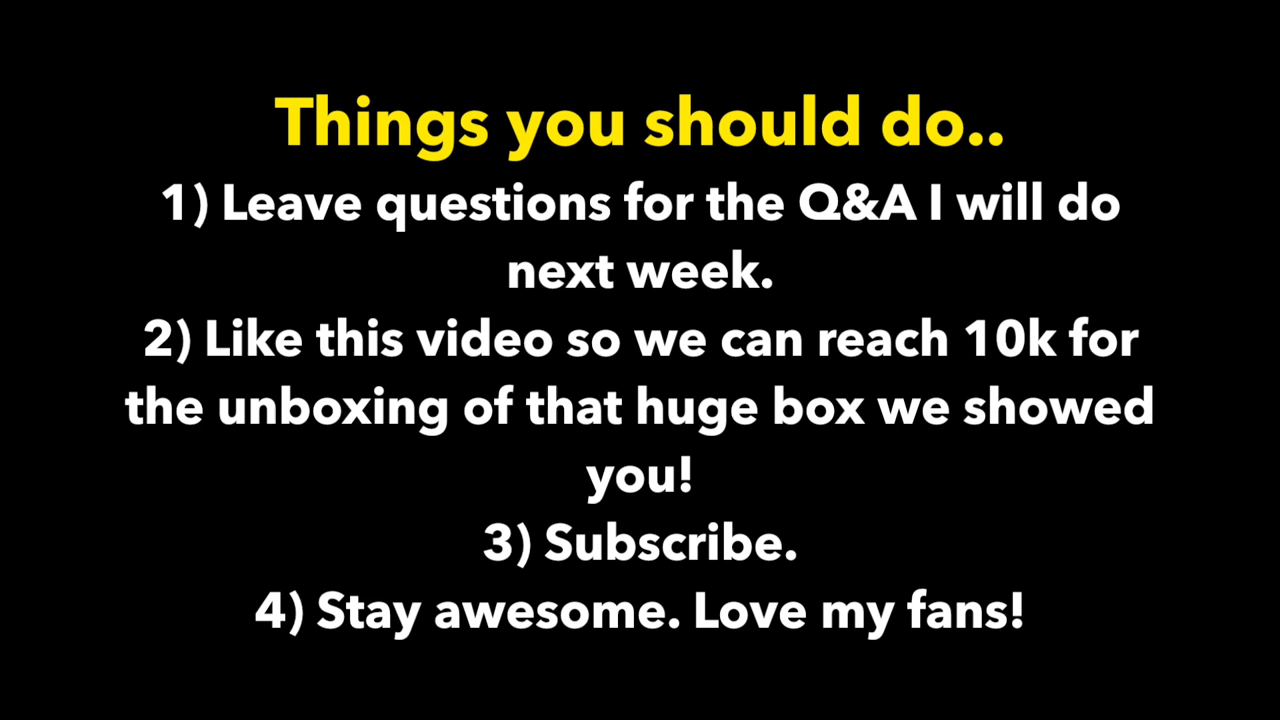 Things you should do..
1) Leave questions for the Q&A I will do
next week.
2) Like this video so we can reach 10k for
the unboxing of that huge box we showed
you!
3) Subscribe.
4) Stay awesome. Love my fans!